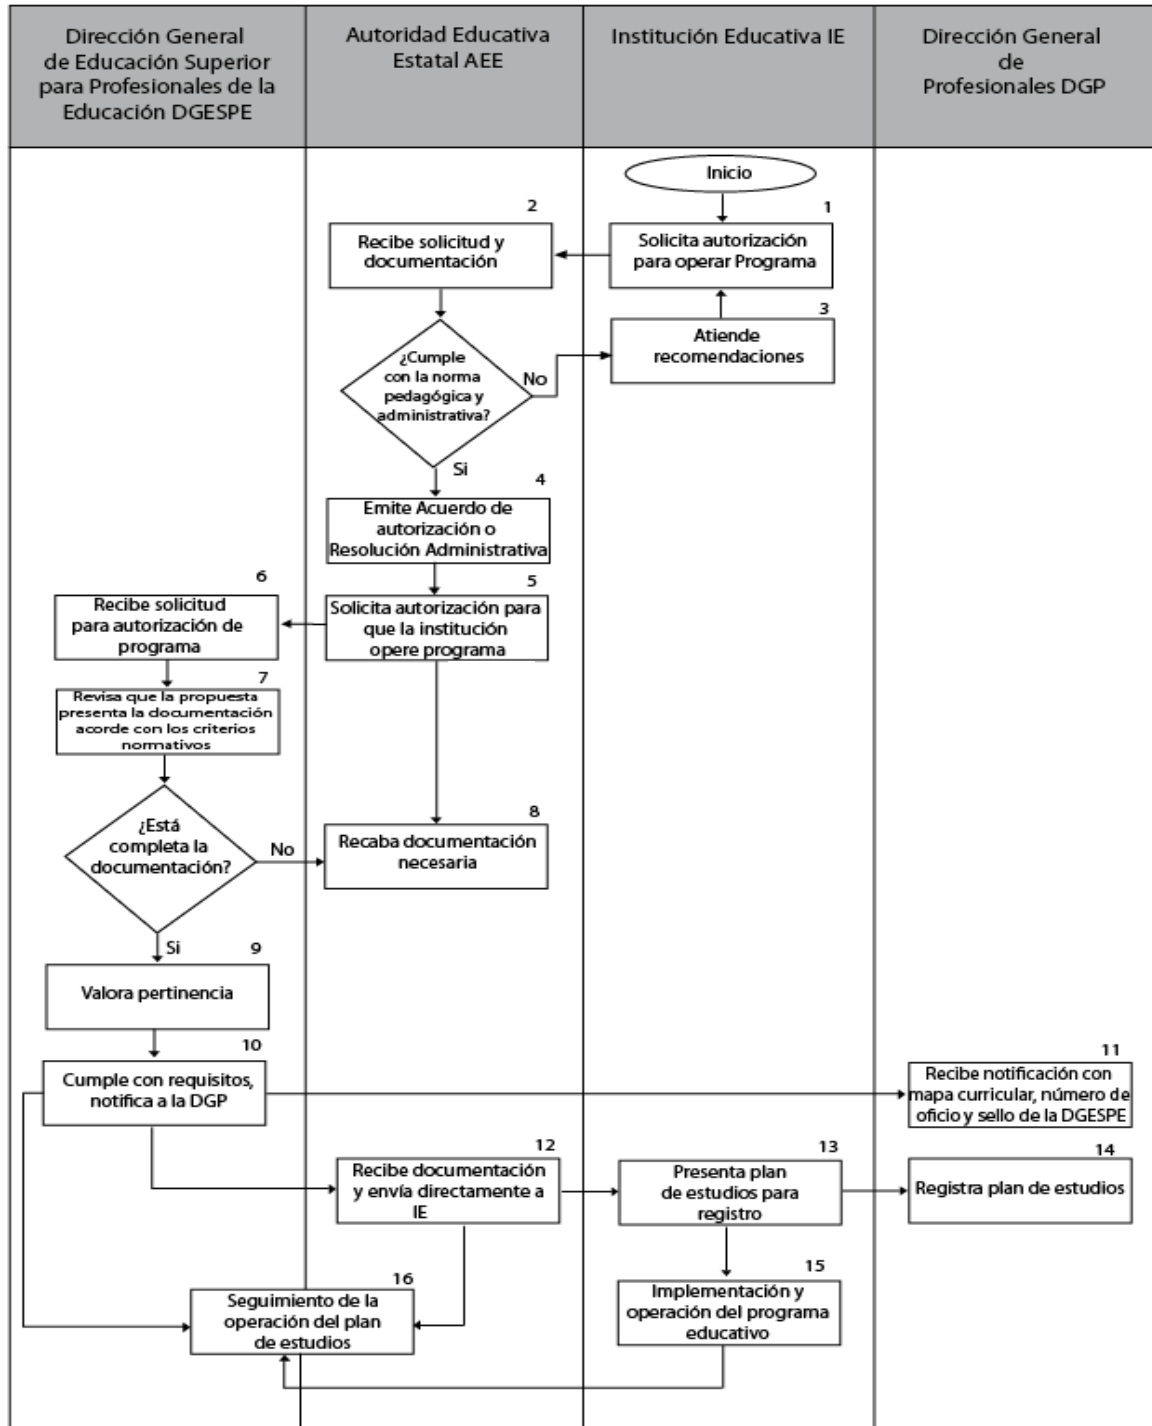 Dirección General
de Educación Superior
para Profesionales de la
Educación DGESPE
Autoridad Educativa
Estatal AEE
Institución Educativa IE
Dirección General
de
Profesionales DGP
Inicio
1
Solicita autorización
para operar Programa
2
Recibe solicitud y
documentación
3
Atiende
recomendaciones
¿Cumple
con la norma
pedagógica y
administrativa?
No
Si
4
Emite Acuerdo de
autorización o
Resolución Administrativa
5
Solicita autorización para
que la institución
opere programa
6
Recibe solicitud
para autorización de
programa
7
Revisa que la propuesta
presenta la documentación
acorde con los criterios
normativos
¿Está
completa la
documentación?
No
8
Recaba documentación
necesaria
Si
9
Valora pertinencia
10
Cumple con requisitos,
notifica a la DGP
11
Recibe notificación con
mapa curricular, número de
oficio y sello de la DGESPE
12
Recibe documentación
y envía directamente a
IE
13
Presenta plan
de estudios para
registro
14
Registra plan de estudios
15
Implementación y
operación del programa
educativo
16
Seguimiento de la
operación del plan
de estudios